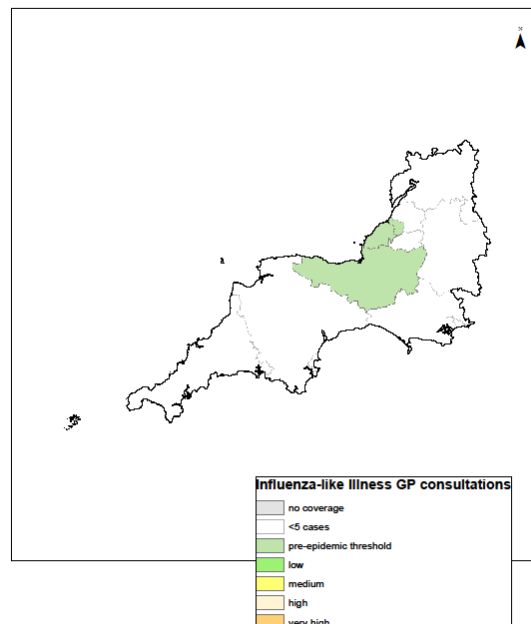 N
Influenza-like Illness GP consultations
no coverage
<5 cases
pre-epidemic threshold
low
medium
high
very high